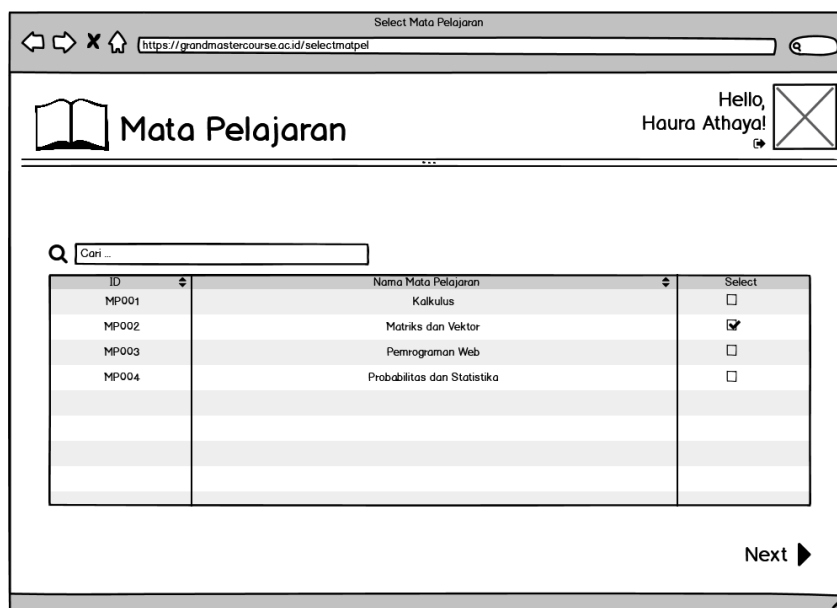 Select Mata Pelajaran
https://grandmastercourse.ac.id/selectmatpel
Mata Pelajaran
Hello,
Haura Athaya!
Cari ...
ID Nama Mata Pelajaran Select
MP001 Kalkulus
MP002 Matriks dan Vektor
MP003 Pemrograman Web
MP004 Probabilitas dan Statistika
Next